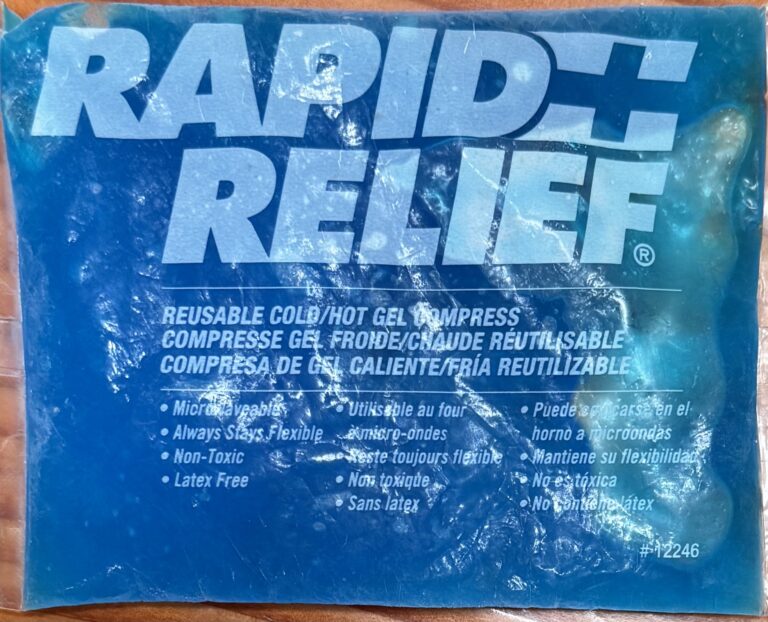 RAPID
RELIEF®
REUSABLE COLD/HOT GEL COMPRESS
COMPRESSE GEL FROIDE/CHAUDE RÉUTILISABLE
COMPRESA DE GEL CALIENTE/FRÍA REUTILIZABLE
• Microwaveable
• Always Stays Flexible
• Non-Toxic
• Latex Free
• Utilisable au four
à micro-ondes
• Reste toujours flexible
• Non toxique
• Sans latex
• Puede colocarse en el
horno a microondas
• Mantiene su flexibilidad
• No es tóxica
• No contiene látex
#12246